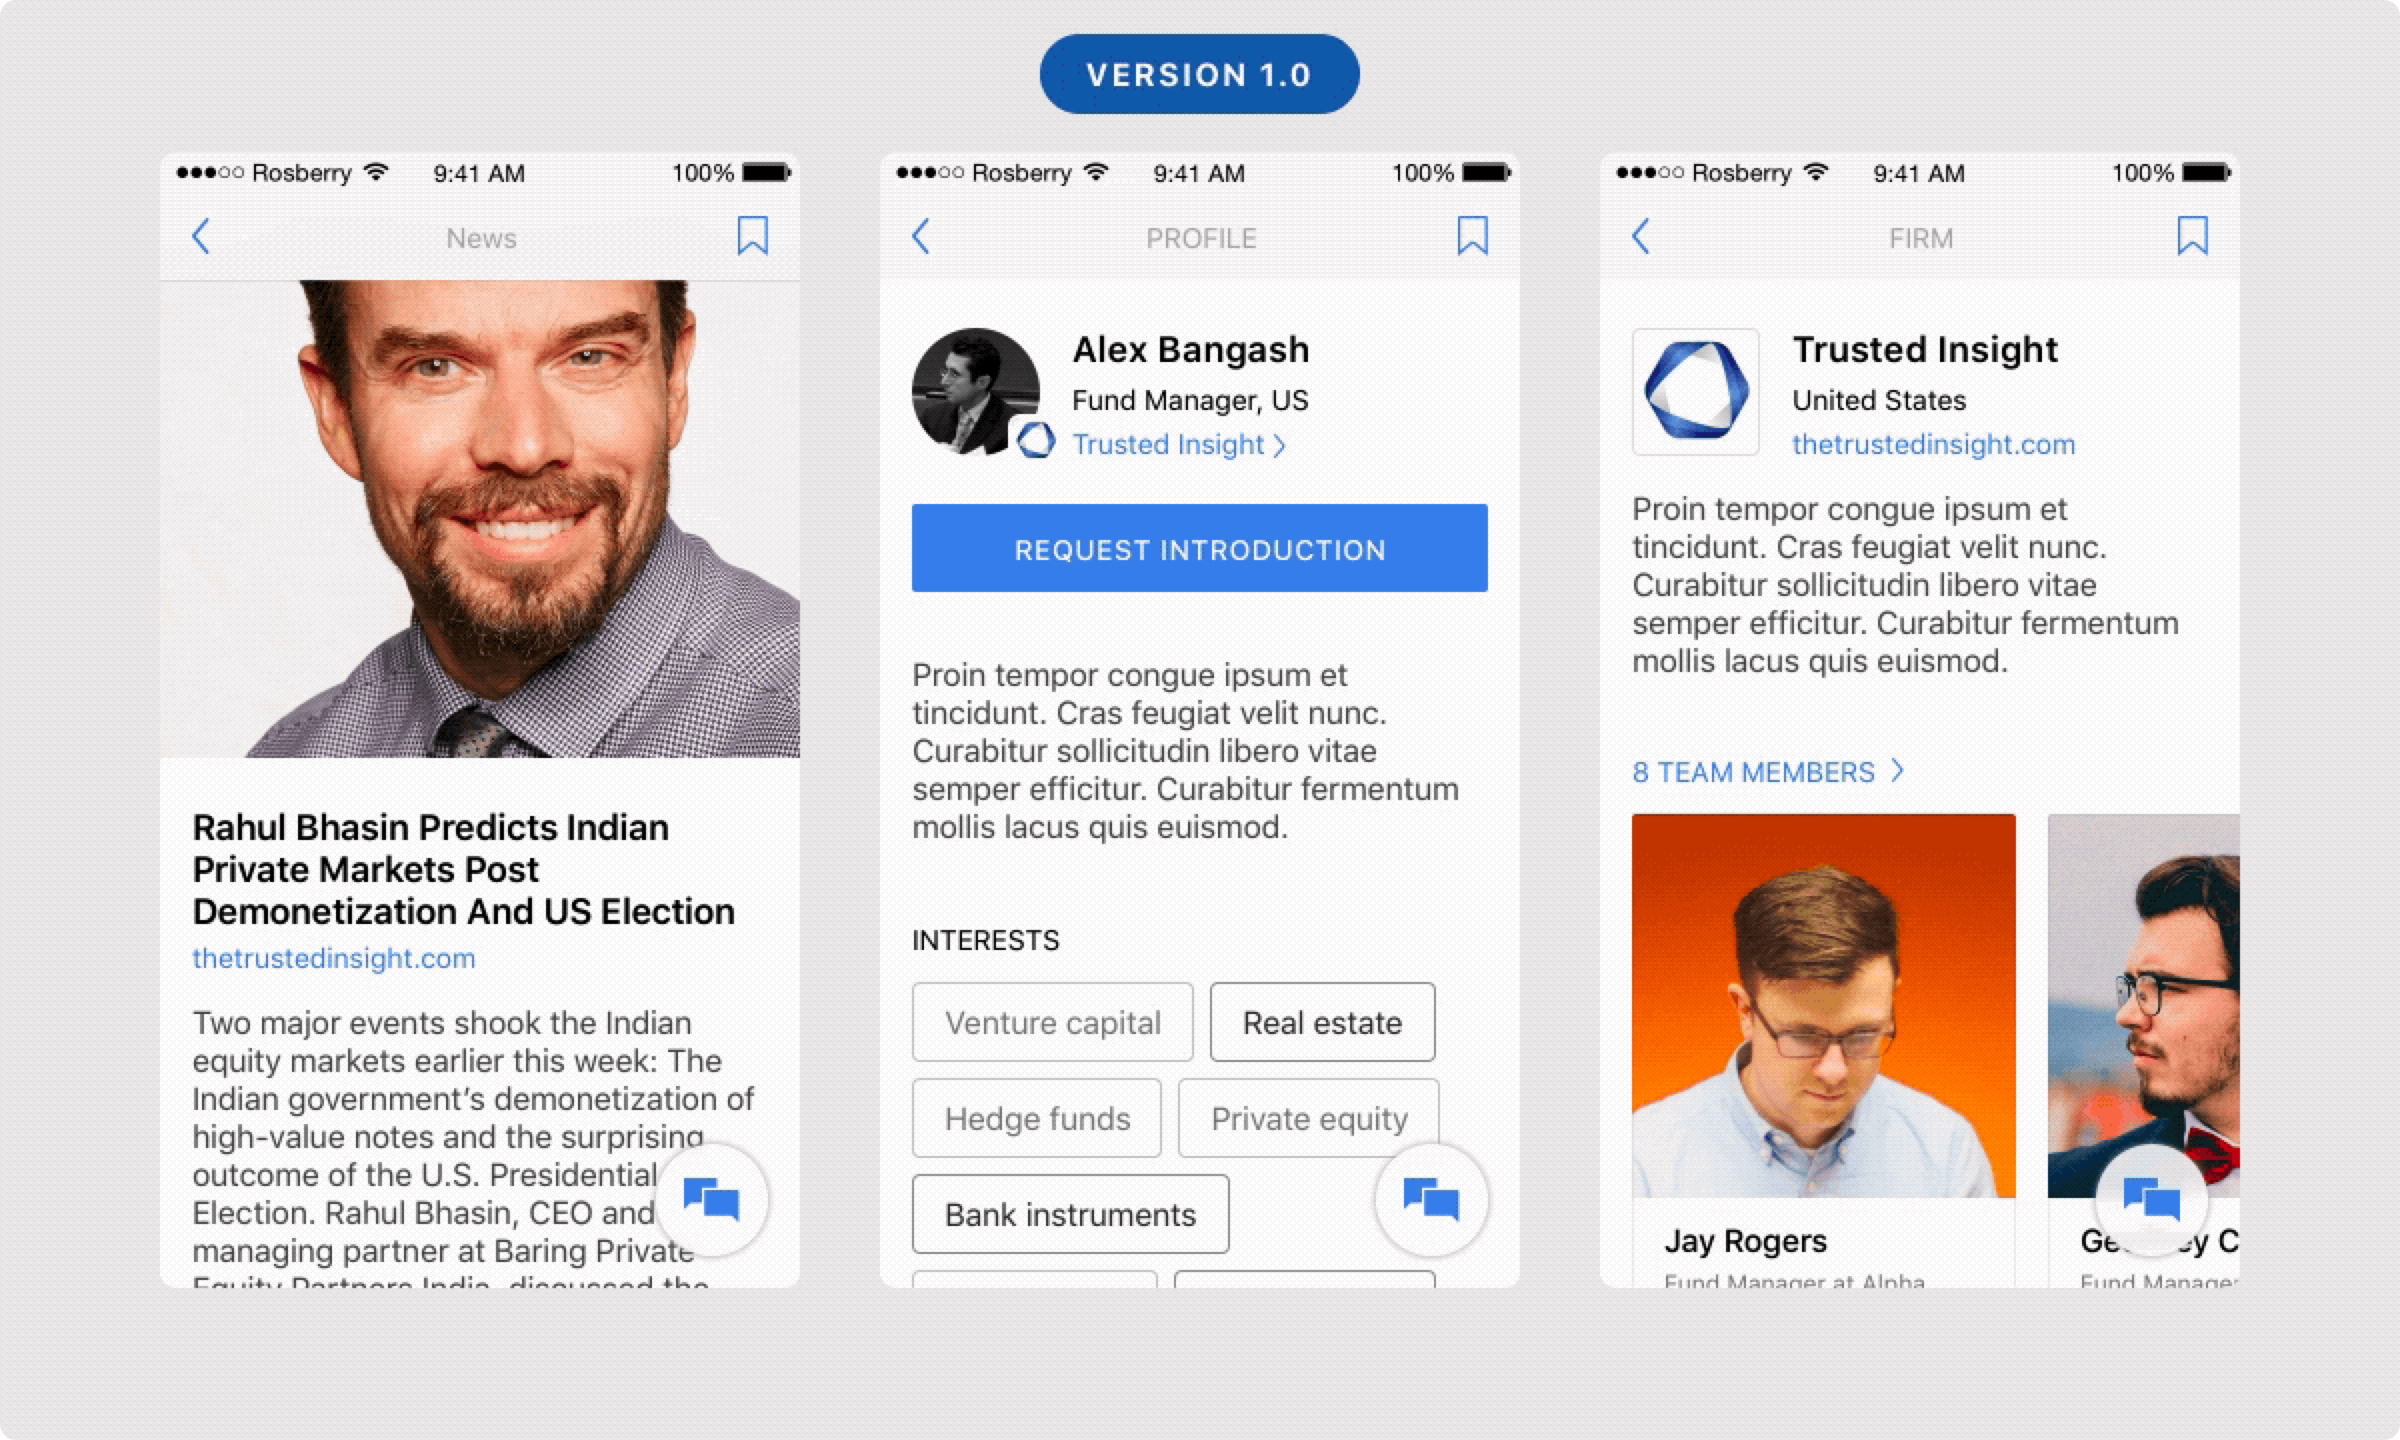 VERSION 1.0
Rosberry 9:41 AM 100%
News
Rahul Bhasin Predicts Indian
Private Markets Post
Demonetization And US Election
thetrustedinsight.com
Two major events shook the Indian
equity markets earlier this week: The
Indian government’s demonetization of
high-value notes and the surprising
outcome of the U.S. Presidential
Election. Rahul Bhasin, CEO and
managing partner at Baring Private
Equity Partners India, discussed the
Rosberry 9:41 AM 100%
PROFILE
Alex Bangash
Fund Manager, US
Trusted Insight >
REQUEST INTRODUCTION
Proin tempor congue ipsum et
tincidunt. Cras feugiat velit nunc.
Curabitur sollicitudin libero vitae
semper efficitur. Curabitur fermentum
mollis lacus quis euismod.
INTERESTS
Venture capital Real estate
Hedge funds Private equity
Bank instruments
Rosberry 9:41 AM 100%
FIRM
Trusted Insight
United States
thetrustedinsight.com
Proin tempor congue ipsum et
tincidunt. Cras feugiat velit nunc.
Curabitur sollicitudin libero vitae
semper efficitur. Curabitur fermentum
mollis lacus quis euismod.
8 TEAM MEMBERS >
Jay Rogers
Fund Manager at Alpha
Fund Manager